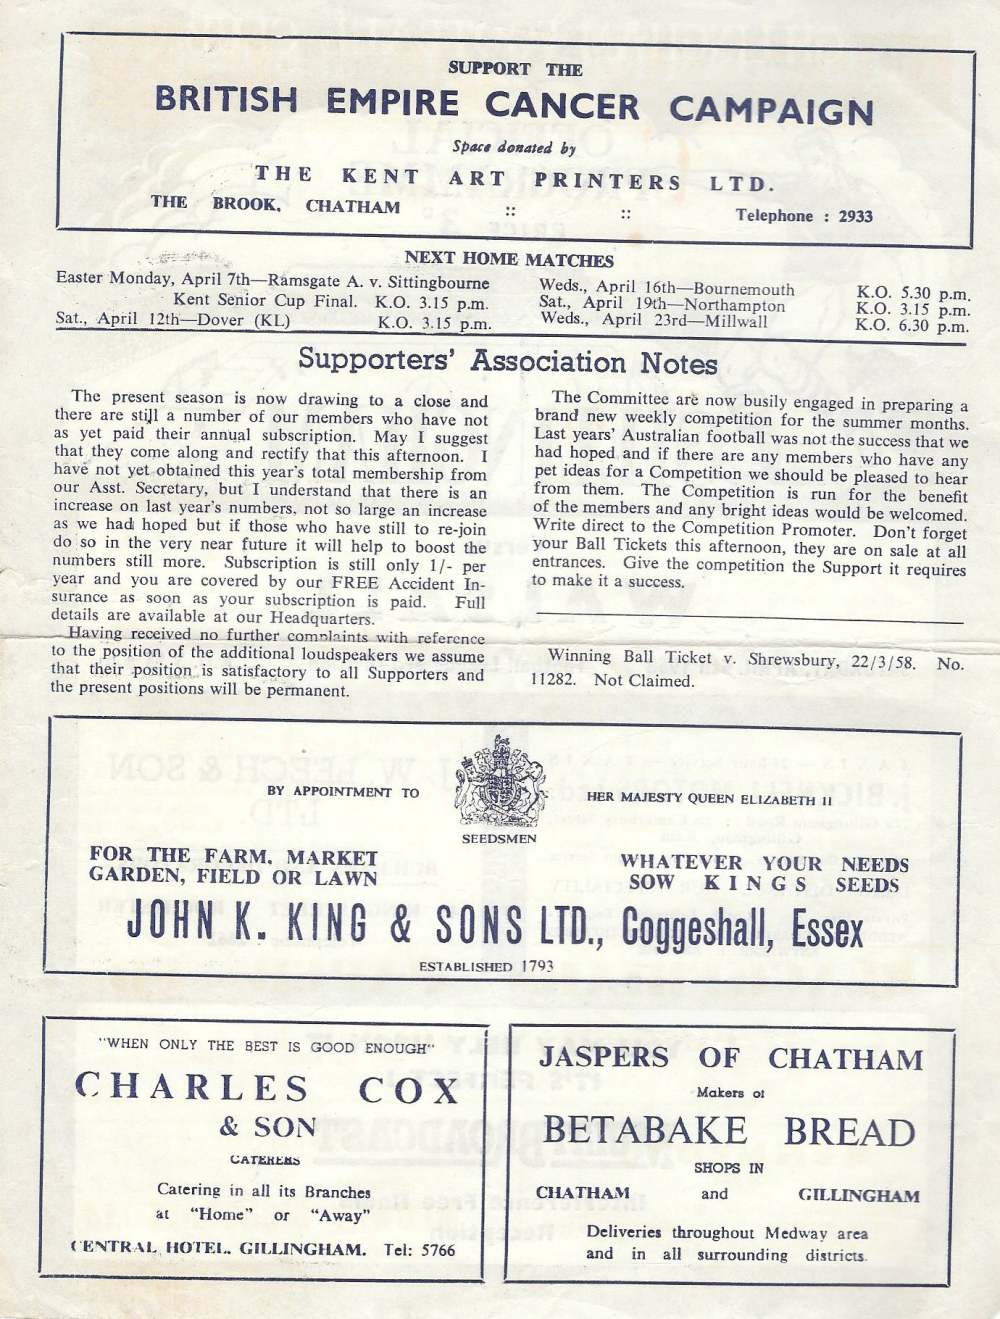 SUPPORT THE
BRITISH EMPIRE CANCER CAMPAIGN
Space donated by
THE KENT ART PRINTERS LTD.
THE BROOK, CHATHAM :: :: Telephone : 2933
NEXT HOME MATCHES
Easter Monday, April 7th—Ramsgate A. v. Sittingbourne
Kent Senior Cup Final. K.O. 3.15 p.m.
Sat., April 12th—Dover (KL) K.O. 3.15 p.m.
Weds., April 16th—Bournemouth K.O. 5.30 p.m.
Sat., April 19th—Northampton K.O. 3.15 p.m.
Weds., April 23rd—Millwall K.O. 6.30 p.m.
Supporters' Association Notes
The present season is now drawing to a close and
there are still a number of our members who have not
as yet paid their annual subscription. May I suggest
that they come along and rectify that this afternoon. I
have not yet obtained this year's total membership from
our Asst. Secretary, but I understand that there is an
increase on last year's numbers, not so large an increase
as we had hoped but if those who have still to re-join
do so in the very near future it will help to boost the
numbers still more. Subscription is still only 1/- per
year and you are covered by our FREE Accident In-
surance as soon as your subscription is paid. Full
details are available at our Headquarters.
Having received no further complaints with reference
to the position of the additional loudspeakers we assume
that their position is satisfactory to all Supporters and
the present positions will be permanent.
The Committee are now busily engaged in preparing a
brand new weekly competition for the summer months.
Last years' Australian football was not the success that we
had hoped and if there are any members who have any
pet ideas for a Competition we should be pleased to hear
from them. The Competition is run for the benefit
of the members and any bright ideas would be welcomed.
Write direct to the Competition Promoter. Don't forget
your Ball Tickets this afternoon, they are on sale at all
entrances. Give the competition the Support it requires
to make it a success.
Winning Ball Ticket v. Shrewsbury, 22/3/58. No.
11282. Not Claimed.
BY APPOINTMENT TO HER MAJESTY QUEEN ELIZABETH II
SEEDSMEN
FOR THE FARM, MARKET
GARDEN, FIELD OR LAWN
WHATEVER YOUR NEEDS
SOW KINGS SEEDS
JOHN K. KING & SONS LTD., Coggeshall, Essex
ESTABLISHED 1793
"WHEN ONLY THE BEST IS GOOD ENOUGH"
CHARLES COX
& SON
CATERERS
Catering in all its Branches
at "Home" or "Away"
CENTRAL HOTEL, GILLINGHAM. Tel: 5766
JASPERS OF CHATHAM
Makers of
BETABAKE BREAD
SHOPS IN
CHATHAM and GILLINGHAM
Deliveries throughout Medway area
and in all surrounding districts.